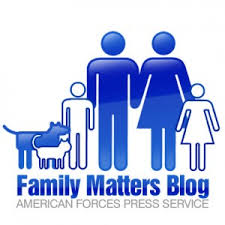 Family Matters Blog
AMERICAN FORCES PRESS SERVICE